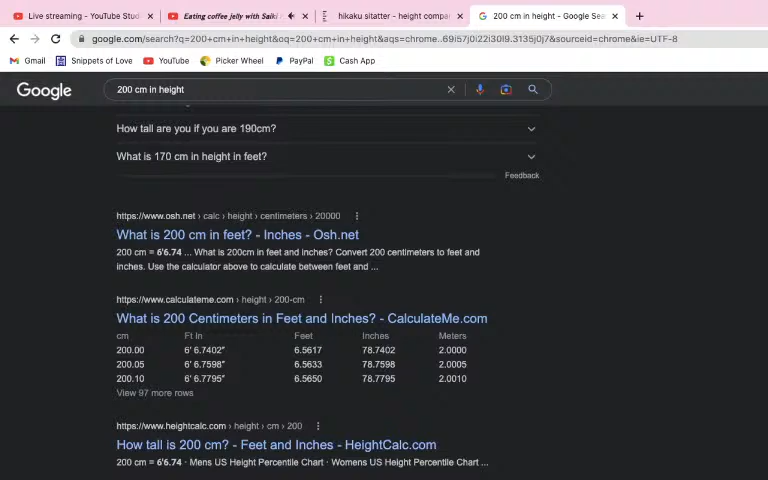 Live streaming - YouTube Stud
Eating coffee jelly with Saiki
hikaku sitatter - height compa
200 cm in height - Google Sea
google.com/search?q=200+cm+in+height&oq=200+cm+in+height&aqs=chrome..69i57j0i22i30l9.3135j0j7&sourceid=chrome&ie=UTF-8
Gmail
Snippets of Love
YouTube
Picker Wheel
PayPal
Cash App
Google
200 cm in height
How tall are you if you are 190cm?
What is 170 cm in height in feet?
Feedback
https://www.osh.net › calc › height › centimeters › 20000
What is 200 cm in feet? - Inches - Osh.net
200 cm = 6'6.74 ... What is 200cm in feet and inches? Convert 200 centimeters to feet and
inches. Use the calculator above to calculate between feet and ...
https://www.calculateme.com › height › 200-cm
What is 200 Centimeters in Feet and Inches? - CalculateMe.com
cm Ft In Feet Inches Meters
200.00 6' 6.7402″ 6.5617 78.7402 2.0000
200.05 6' 6.7598″ 6.5633 78.7598 2.0005
200.10 6' 6.7795″ 6.5650 78.7795 2.0010
View 97 more rows
https://www.heightcalc.com › height › cm › 200
How tall is 200 cm? - Feet and Inches - HeightCalc.com
200 cm = 6'6.74 · Mens US Height Percentile Chart · Womens US Height Percentile Chart ...